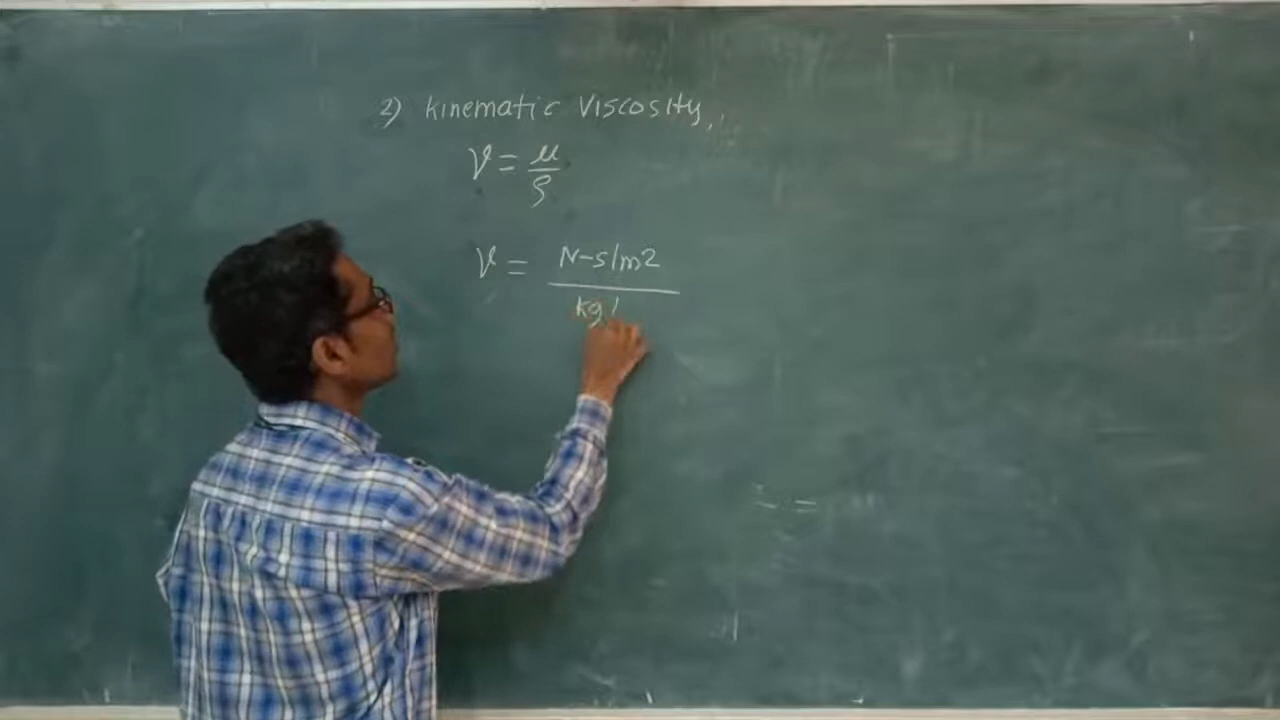 2) Kinematic Viscosity,
ν = μ
ρ
ν = N-s/m2
kg/